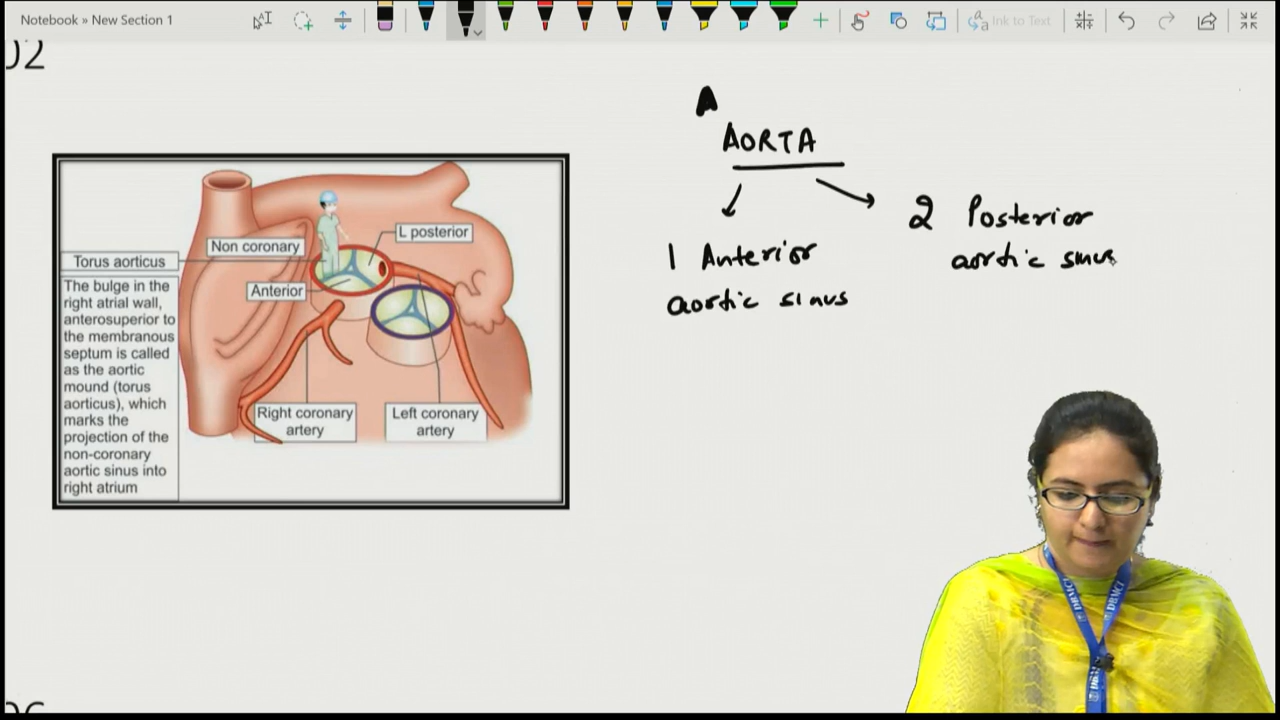 Notebook » New Section 1
Ink to Text
02
A
AORTA
2 Posterior
aortic sinus
1 Anterior
aortic sinus
Non coronary
L posterior
Torus aorticus
Anterior
The bulge in the
right atrial wall,
anterosuperior to
the membranous
septum is called
as the aortic
mound (torus
aorticus), which
marks the
projection of the
non-coronary
aortic sinus into
right atrium
Right coronary
artery
Left coronary
artery
DBMCI